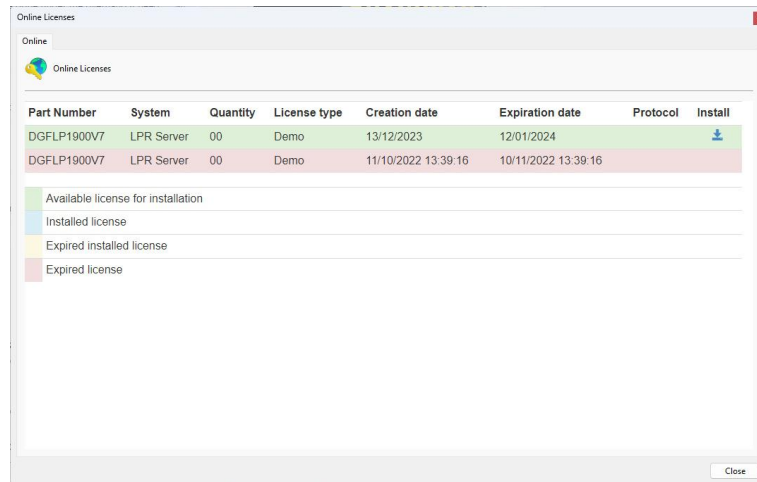 Online Licenses
Online
Online Licenses
Part Number System Quantity License type Creation date Expiration date Protocol Install
DGFLP1900V7 LPR Server 00 Demo 13/12/2023 12/01/2024
DGFLP1900V7 LPR Server 00 Demo 11/10/2022 13:39:16 10/11/2022 13:39:16
Available license for installation
Installed license
Expired installed license
Expired license
Close